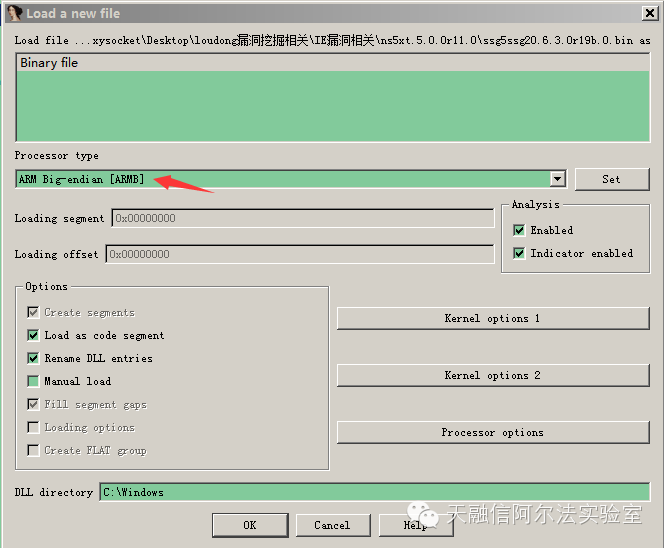 Load a new file
Load file ...xysocket\Desktop\loudong漏洞挖掘相关\IE漏洞相关\ns5xt.5.0.0r11.0\ssg5ssg20.6.3.0r19b.0.bin as
Binary file
Processor type
ARM Big-endian [ARMB]
Set
Loading segment 0x00000000
Loading offset 0x00000000
Analysis
Enabled
Indicator enabled
Options
Create segments
Load as code segment
Rename DLL entries
Manual load
Fill segment gaps
Loading options
Create FLAT group
Kernel options 1
Kernel options 2
Processor options
DLL directory C:\Windows
OK Cancel Help
天融信阿尔法实验室